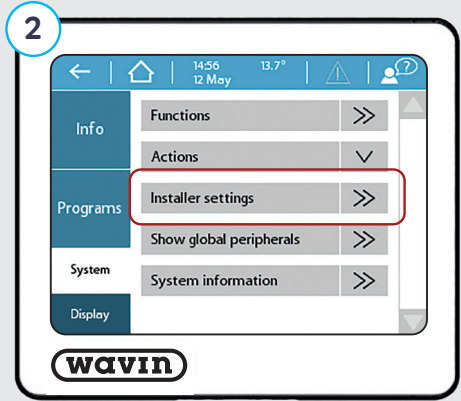 2
14:56 13.7°
12 May
?
Info
Programs
System
Display
Functions
Actions
Installer settings
Show global peripherals
System information
wavin